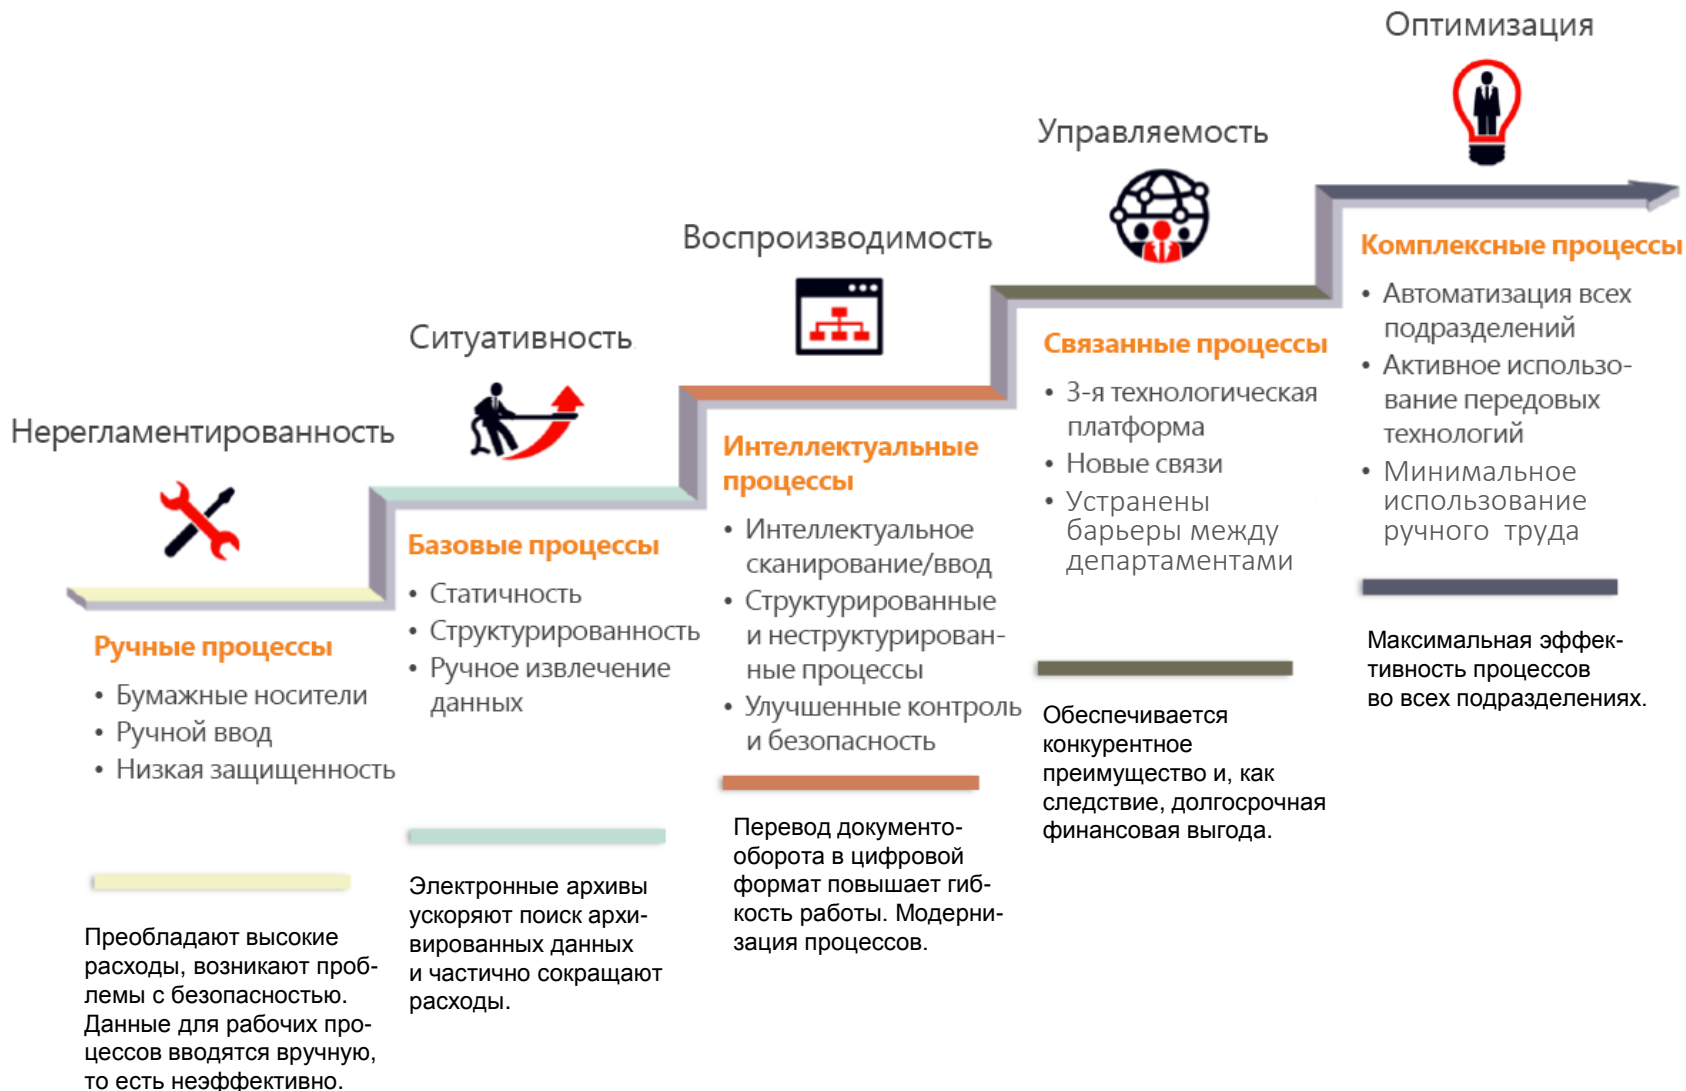 Нерегламентированность
Ручные процессы
• Бумажные носители
• Ручной ввод
• Низкая защищенность
Преобладают высокие
расходы, возникают проб-
лемы с безопасностью.
Данные для рабочих про-
цессов вводятся вручную,
то есть неэффективно.
Ситуативность
Базовые процессы
• Статичность
• Структурированность
• Ручное извлечение
данных
Электронные архивы
ускоряют поиск архи-
вированных данных
и частично сокращают
расходы.
Воспроизводимость
Интеллектуальные
процессы
• Интеллектуальное
сканирование/ввод
• Структурированные
и неструктурирован-
ные процессы
• Улучшенные контроль
и безопасность
Перевод документо-
оборота в цифровой
формат повышает гиб-
кость работы. Модерни-
зация процессов.
Управляемость
Связанные процессы
• 3-я технологическая
платформа
• Новые связи
• Устранены
барьеры между
департаментами
Обеспечивается
конкурентное
преимущество и, как
следствие, долгосрочная
финансовая выгода.
Оптимизация
Комплексные процессы
• Автоматизация всех
подразделений
• Активное использо-
вание передовых
технологий
• Минимальное
использование
ручного труда
Максимальная эффек-
тивность процессов
во всех подразделениях.